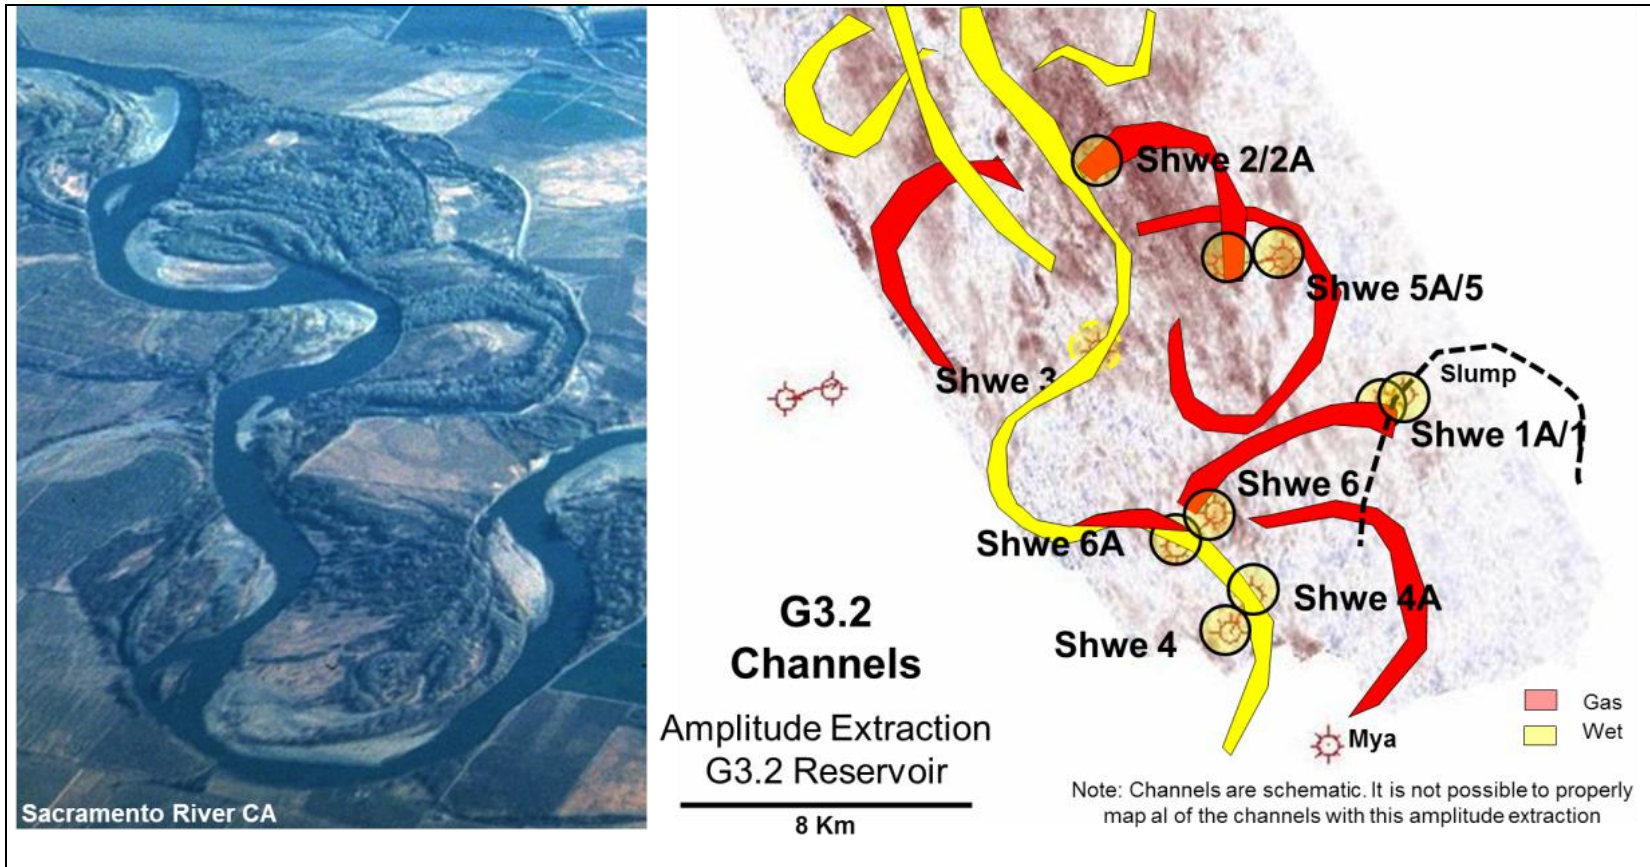 Sacramento River CA
Shwe 2/2A
Shwe 5A/5
Shwe 3
Slump
Shwe 1A/1
Shwe 6
Shwe 6A
Shwe 4A
Shwe 4
G3.2
Channels
Amplitude Extraction
G3.2 Reservoir
8 Km
Mya
Gas
Wet
Note: Channels are schematic. It is not possible to properly
map al of the channels with this amplitude extraction